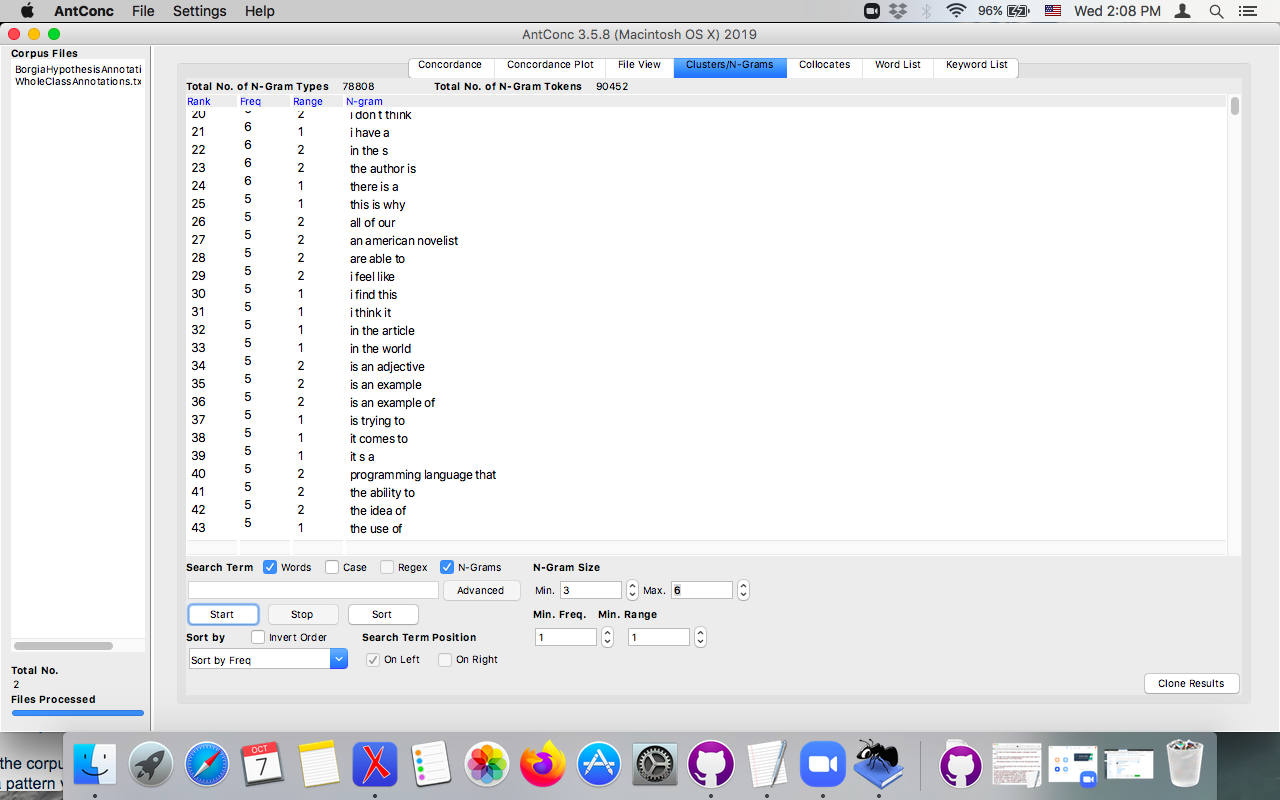 AntConc File Settings Help 96% Wed 2:08 PM
AntConc 3.5.8 (Macintosh OS X) 2019
Corpus Files
BorgiaHypothesisAnnotati
WholeClassAnnotations.tx
Concordance Concordance Plot File View Clusters/N-Grams Collocates Word List Keyword List
Total No. of N-Gram Types 78808 Total No. of N-Gram Tokens 90452
Rank Freq Range N-gram
20 6 2 i don t think
21 6 1 i have a
22 6 2 in the s
23 6 2 the author is
24 6 1 there is a
25 5 1 this is why
26 5 2 all of our
27 5 2 an american novelist
28 5 2 are able to
29 5 2 i feel like
30 5 1 i find this
31 5 1 i think it
32 5 1 in the article
33 5 1 in the world
34 5 2 is an adjective
35 5 2 is an example
36 5 2 is an example of
37 5 1 is trying to
38 5 1 it comes to
39 5 1 it s a
40 5 2 programming language that
41 5 2 the ability to
42 5 2 the idea of
43 5 1 the use of
Search Term Words Case Regex N-Grams N-Gram Size
Advanced Min. 3 Max. 6
Start Stop Sort Min. Freq. Min. Range
1 1
Sort by Invert Order Search Term Position
Sort by Freq On Left On Right
Total No.
2
Files Processed
Clone Results
the corpu
pattern
OCT
7